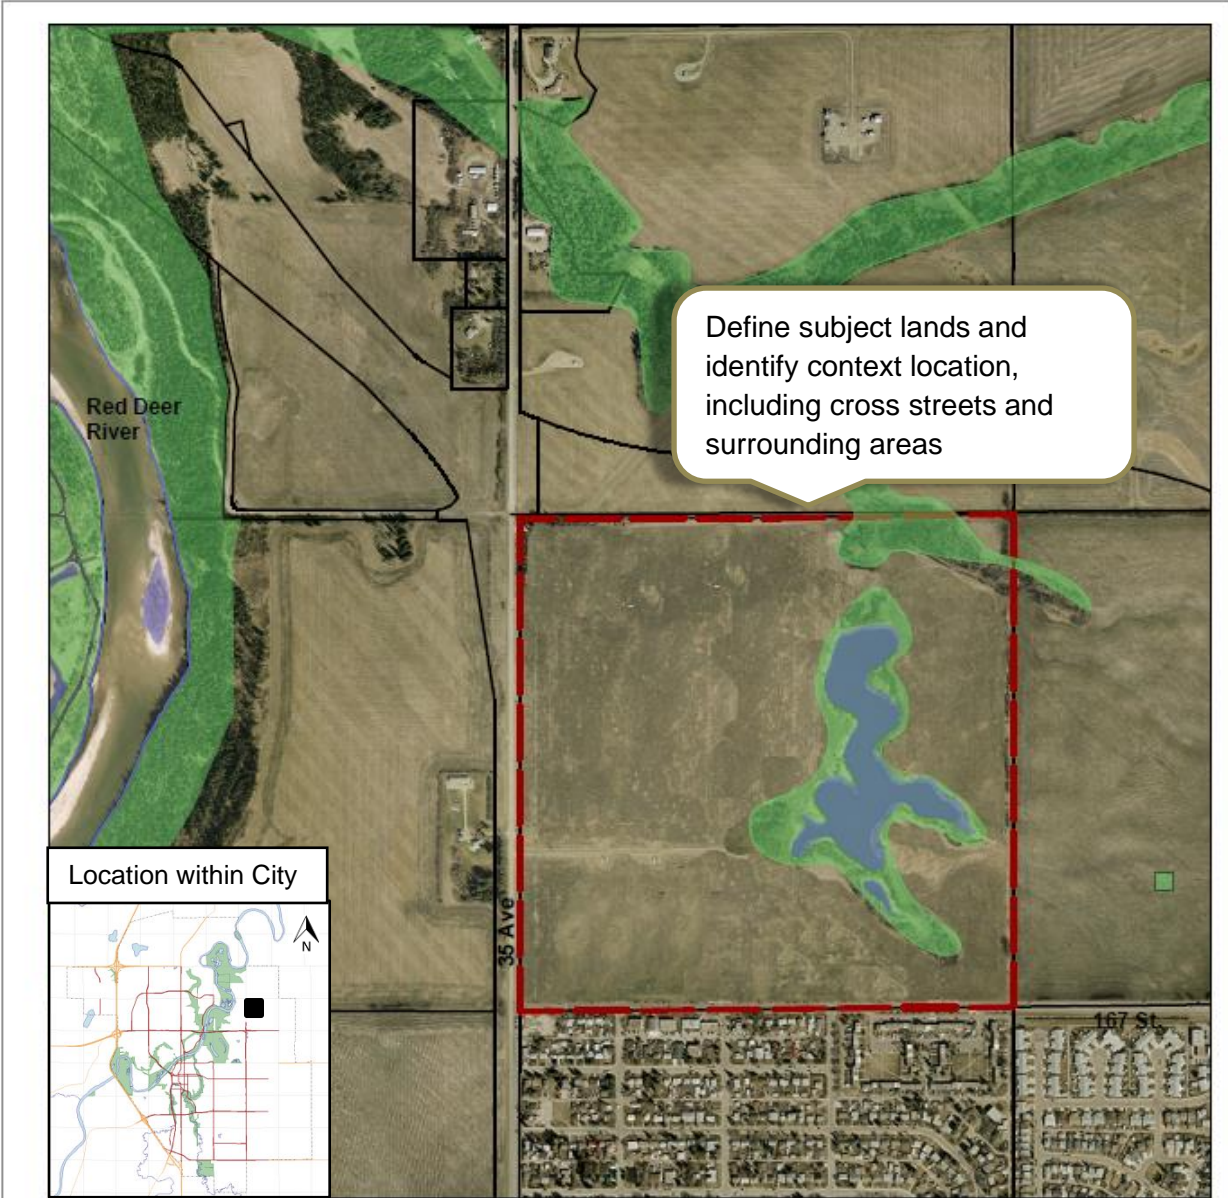 Define subject lands and
identify context location,
including cross streets and
surrounding areas
Red Deer
River
Location within City
N
35 Ave
167 St.